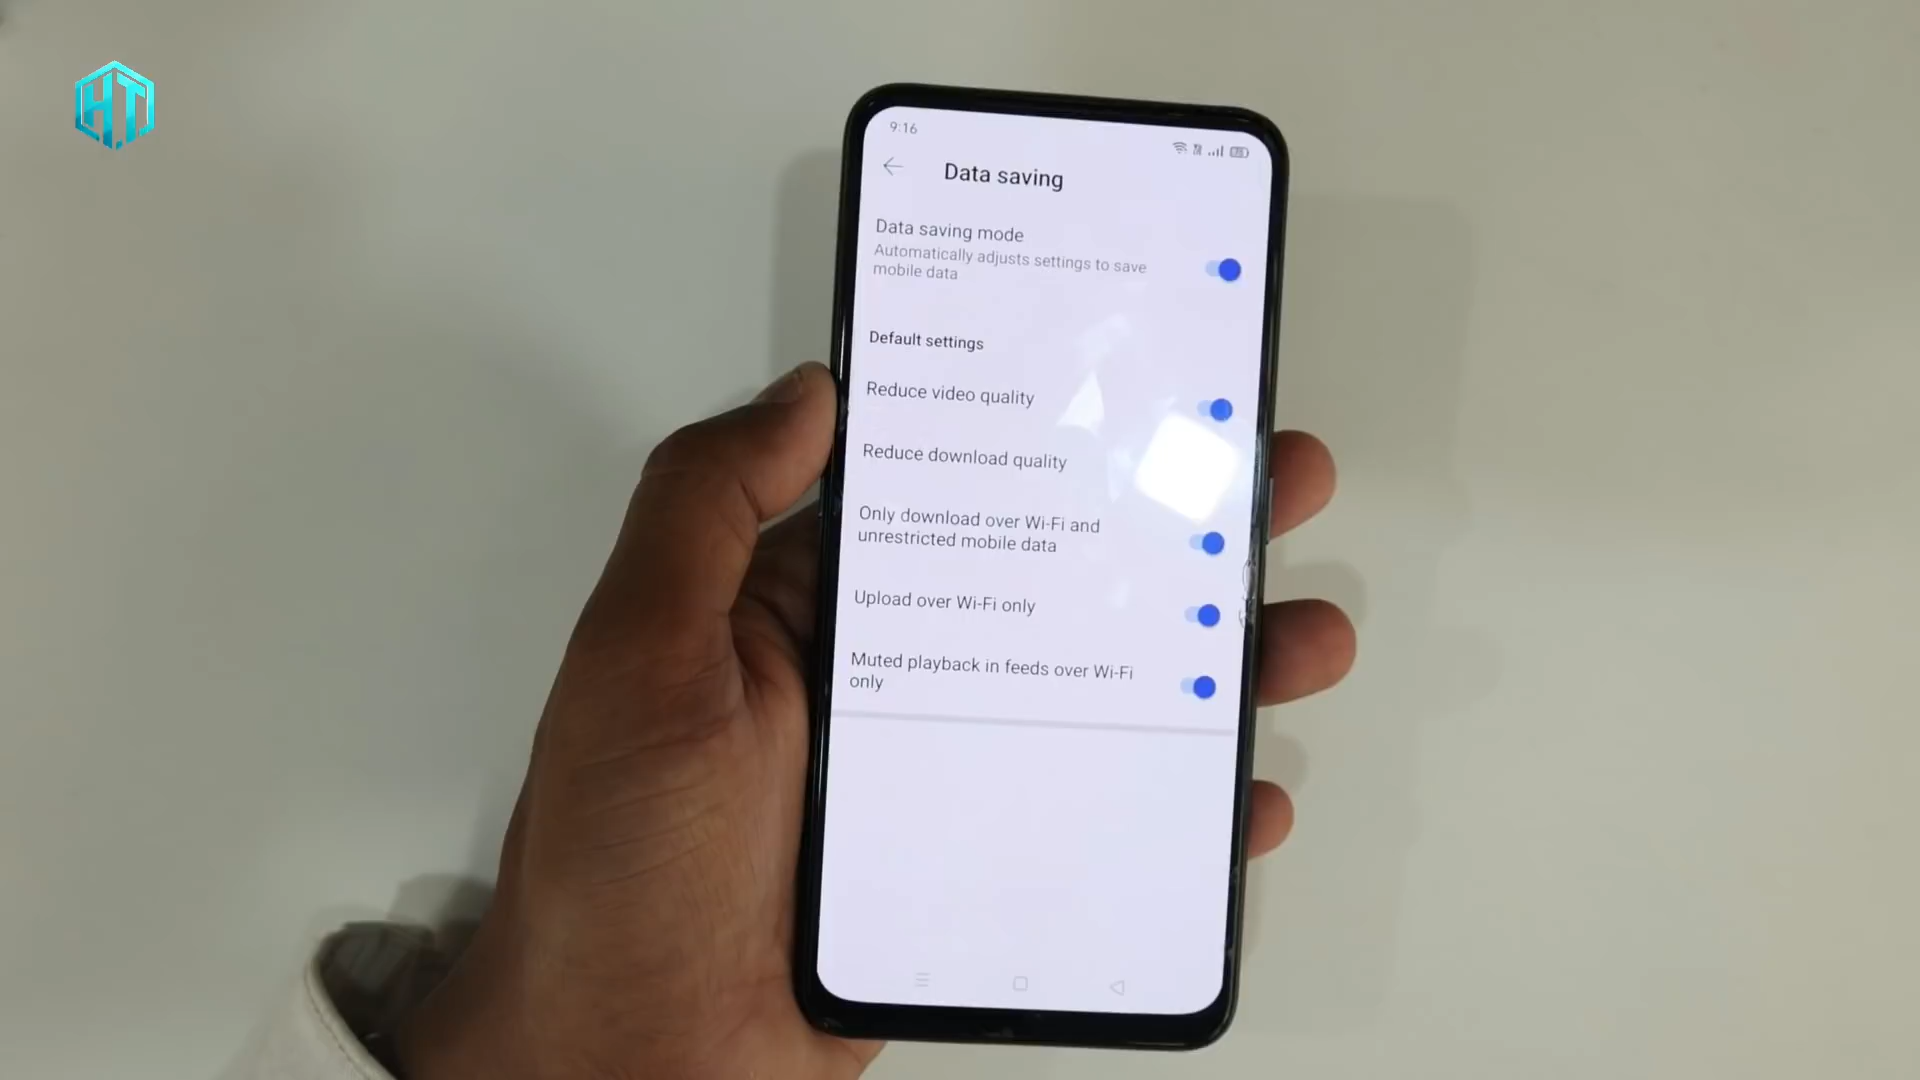 HT
9:16
Data saving
Data saving mode
Automatically adjusts settings to save
mobile data
Default settings
Reduce video quality
Reduce download quality
Only download over Wi-Fi and
unrestricted mobile data
Upload over Wi-Fi only
Muted playback in feeds over Wi-Fi
only